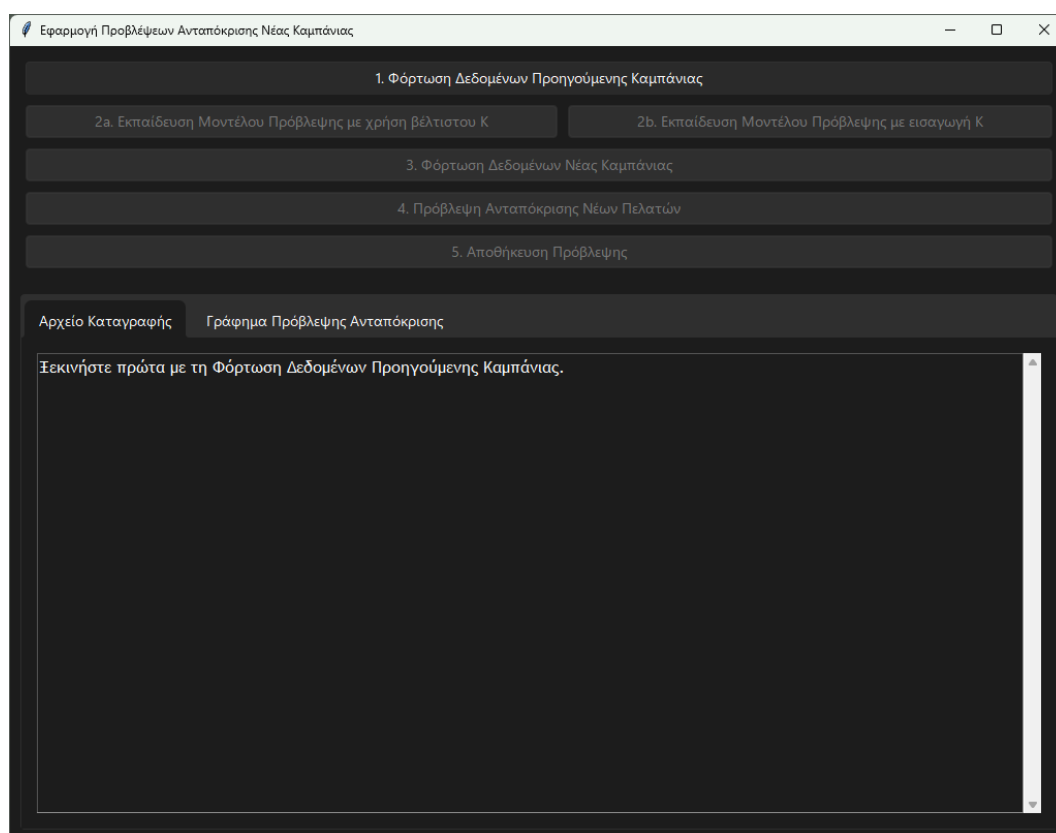 Εφαρμογή Προβλέψεων Ανταπόκρισης Νέας Καμπάνιας
1. Φόρτωση Δεδομένων Προηγούμενης Καμπάνιας
2a. Εκπαίδευση Μοντέλου Πρόβλεψης με χρήση βέλτιστου Κ
2b. Εκπαίδευση Μοντέλου Πρόβλεψης με εισαγωγή Κ
3. Φόρτωση Δεδομένων Νέας Καμπάνιας
4. Πρόβλεψη Ανταπόκρισης Νέων Πελατών
5. Αποθήκευση Πρόβλεψης
Αρχείο Καταγραφής
Γράφημα Πρόβλεψης Ανταπόκρισης
Ξεκινήστε πρώτα με τη Φόρτωση Δεδομένων Προηγούμενης Καμπάνιας.